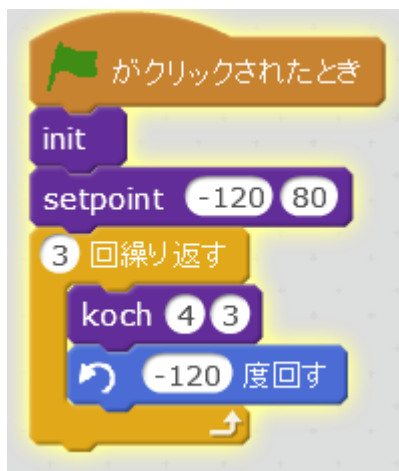 がクリックされたとき
init
setpoint -120 80
3 回繰り返す
koch 4 3
-120 度回す